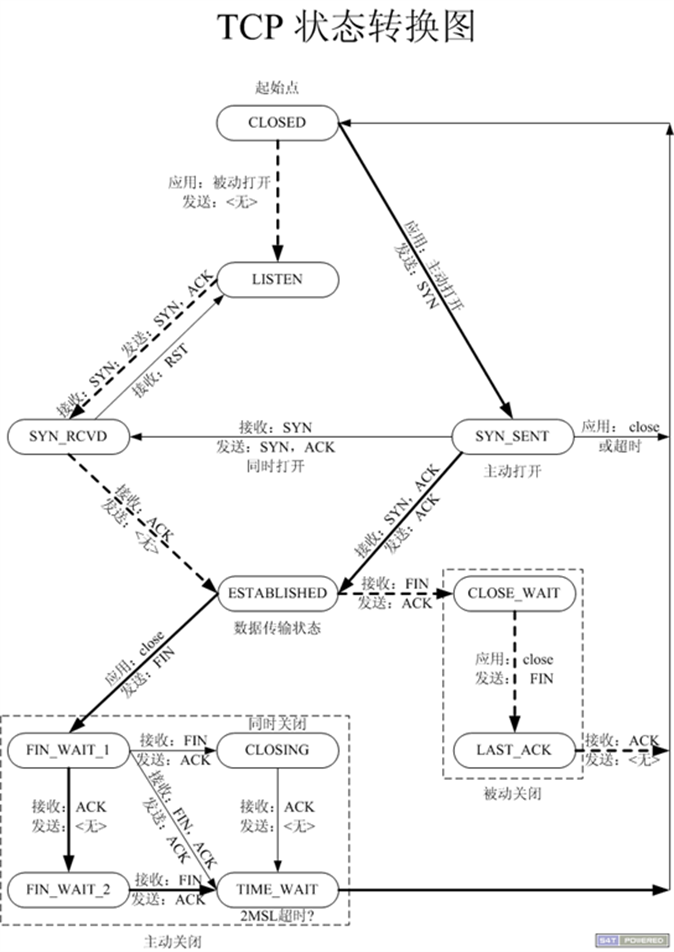 TCP 状态转换图
起始点
CLOSED
应用：被动打开
发送：<无>
应用：主动打开
发送：SYN
LISTEN
接收：SYN；发送：SYN，ACK
接收：RST
SYN_RCVD
接收：SYN
发送：SYN，ACK
同时打开
SYN_SENT
主动打开
应用： close
或超时
接收：ACK
发送：<无>
接收：SYN，ACK
发送：ACK
ESTABLISHED
数据传输状态
接收：FIN
发送：ACK
CLOSE_WAIT
应用：close
发送： FIN
LAST_ACK
接收：ACK
发送：<无>
被动关闭
应用：close
发送：FIN
同时关闭
FIN_WAIT_1
接收：FIN
发送：ACK
CLOSING
接收：ACK
发送：<无>
接收：FIN，ACK
发送：ACK
接收：ACK
发送：<无>
FIN_WAIT_2
接收：FIN
发送：ACK
TIME_WAIT
2MSL超时?
主动关闭
54T POWERED